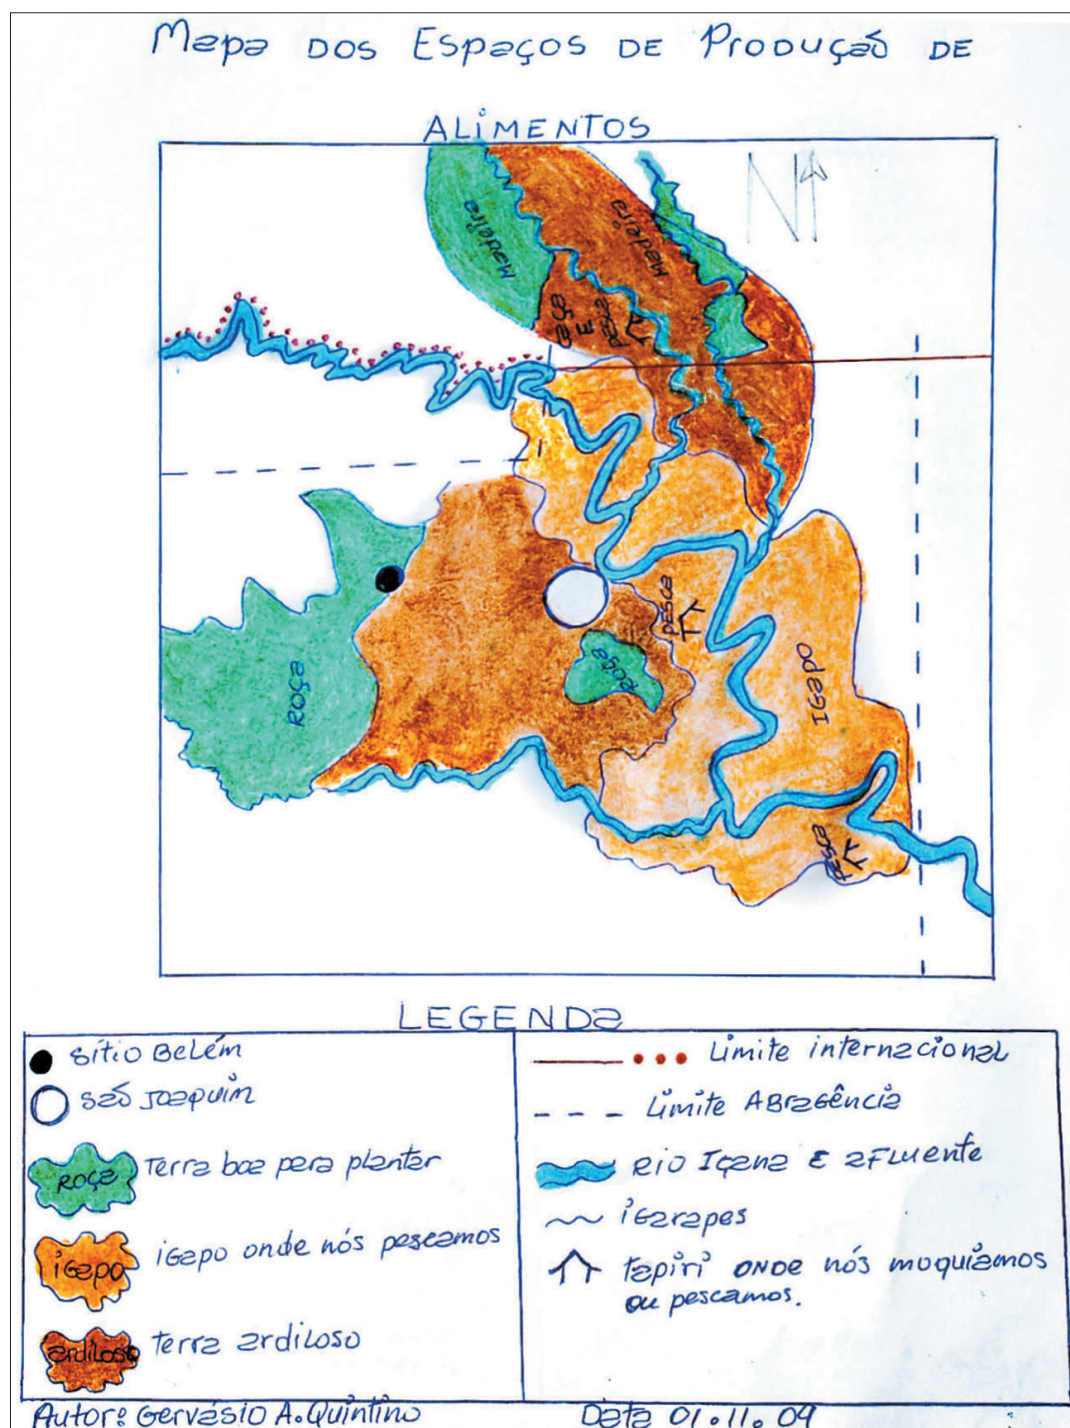 Mapa DOS ESPAÇOS DE PRODUÇÃO DE
ALIMENTOS
N
Madeira
Madeira
caça
E
pesca
pesca
Roça
Roça
IGapo
pesca
LEGENDA
sítio Belém
são Joaquim
Roça Terra boa para plantar
iGapo iGapo onde nós pescamos
ardiloso terra ardiloso
Limite internacional
Limite ABragência
RIO Içana E afluente
iGarapes
tapiri ONDE nós moquiamos
ou pescamos.
Autor: Gervásio A. Quintino Data 01.11.04